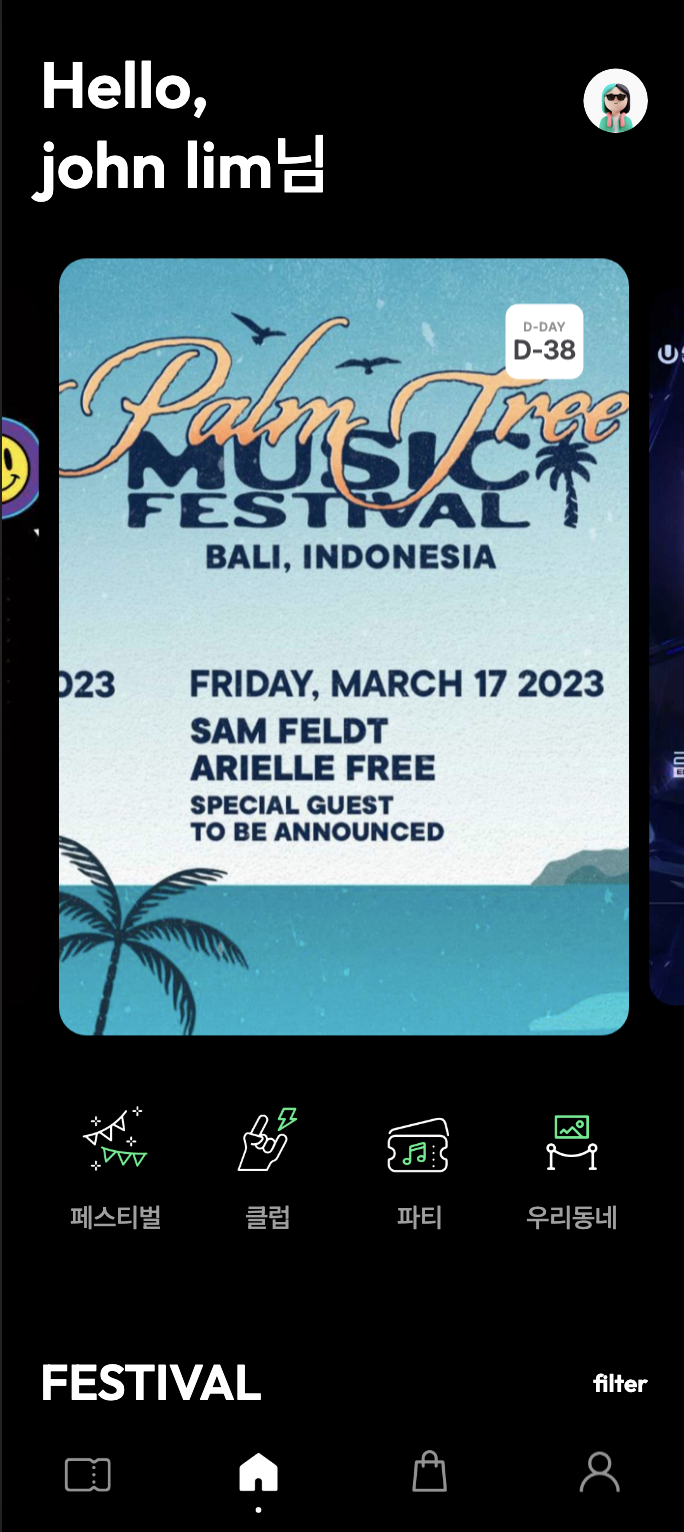 Hello,
john lim님
D-DAY
D-38
Palm Tree
MUSIC
FESTIVAL
BALI, INDONESIA
023
FRIDAY, MARCH 17 2023
SAM FELDT
ARIELLE FREE
SPECIAL GUEST
TO BE ANNOUNCED
페스티벌
클럽
파티
우리동네
FESTIVAL
filter